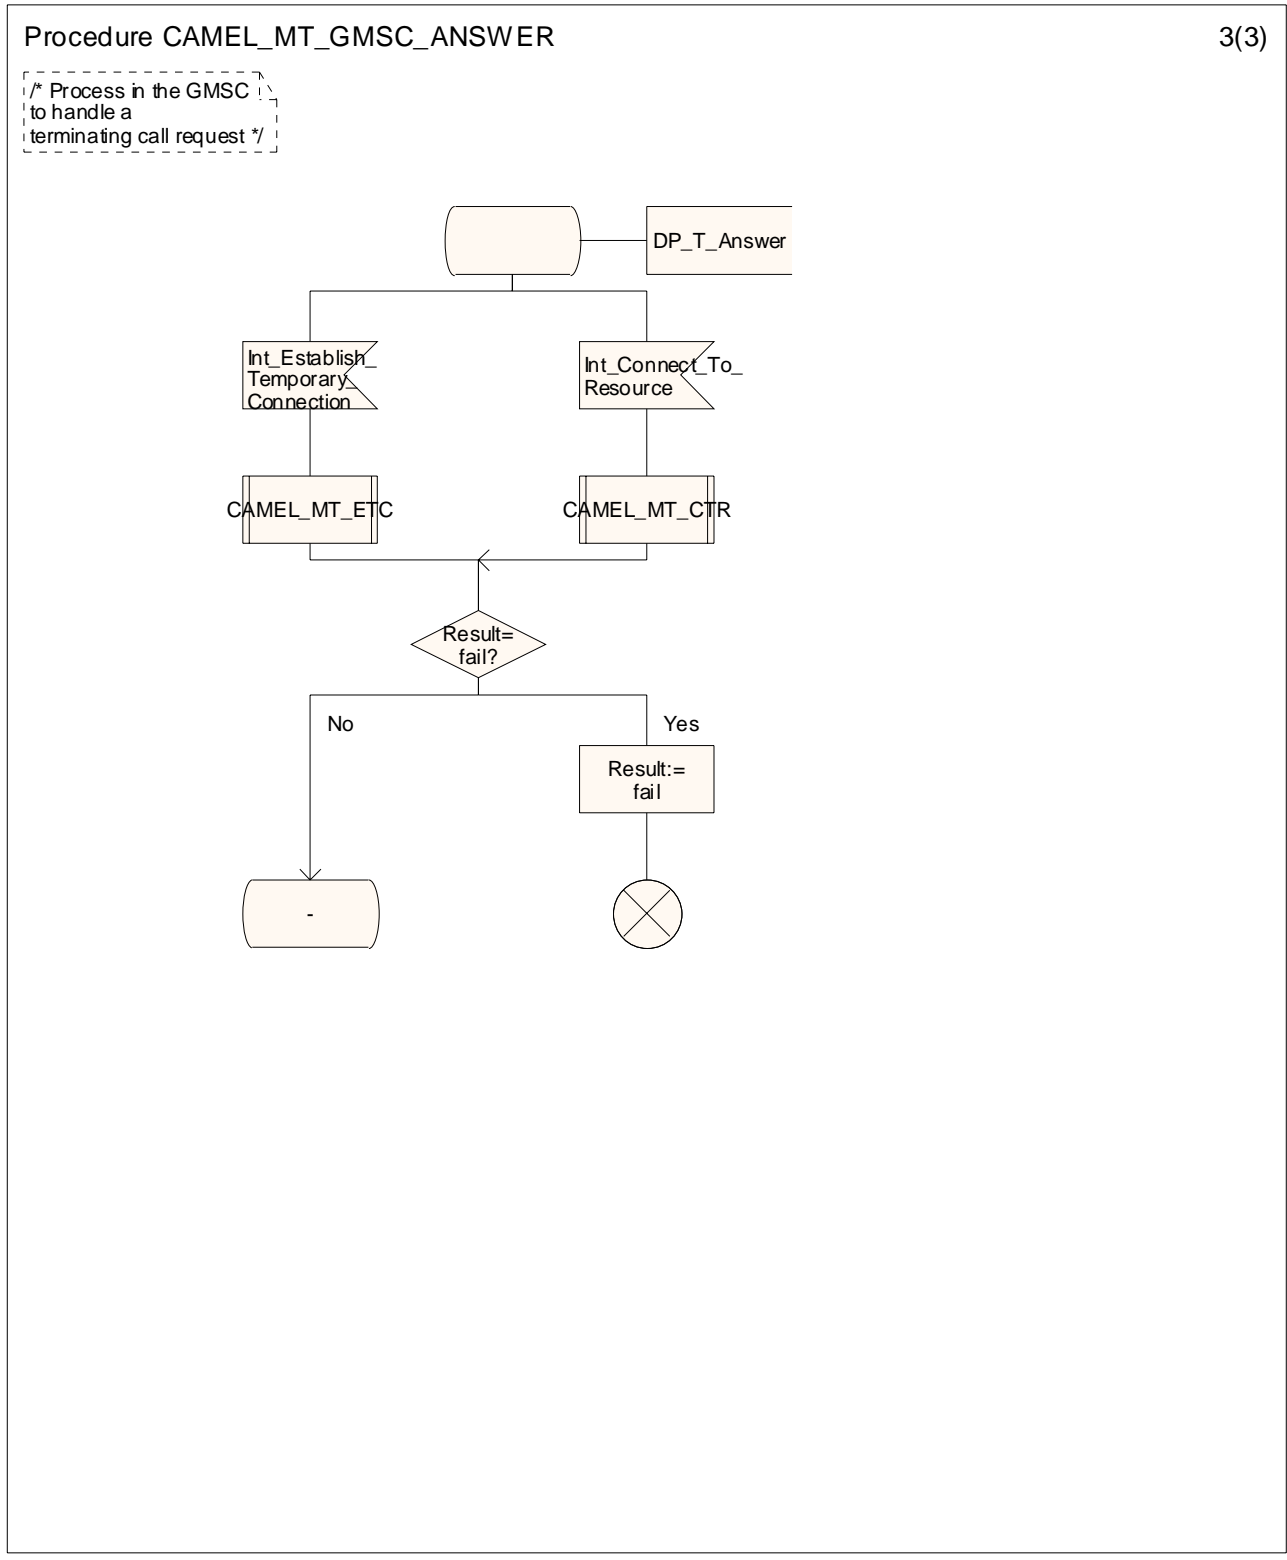 Procedure CAMEL_MT_GMSC_ANSWER
3(3)
/* Process in the GMSC
to handle a
terminating call request */
DP_T_Answer
Int_Establish_
Temporary_
Connection
Int_Connect_To_
Resource
CAMEL_MT_ETC
CAMEL_MT_CTR
Result=
fail?
No
Yes
Result:=
fail
-